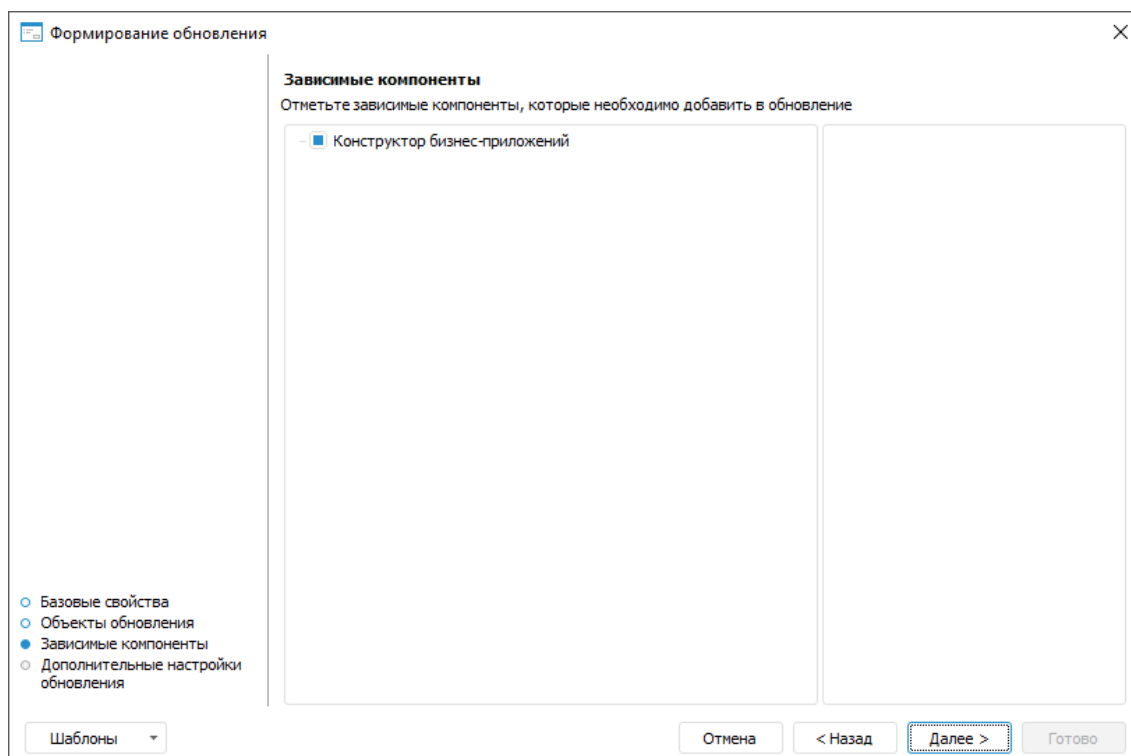 Формирование обновления
Зависимые компоненты
Отметьте зависимые компоненты, которые необходимо добавить в обновление
Конструктор бизнес-приложений
Базовые свойства
Объекты обновления
Зависимые компоненты
Дополнительные настройки
обновления
Шаблоны
Отмена
< Назад
Далее >
Готово